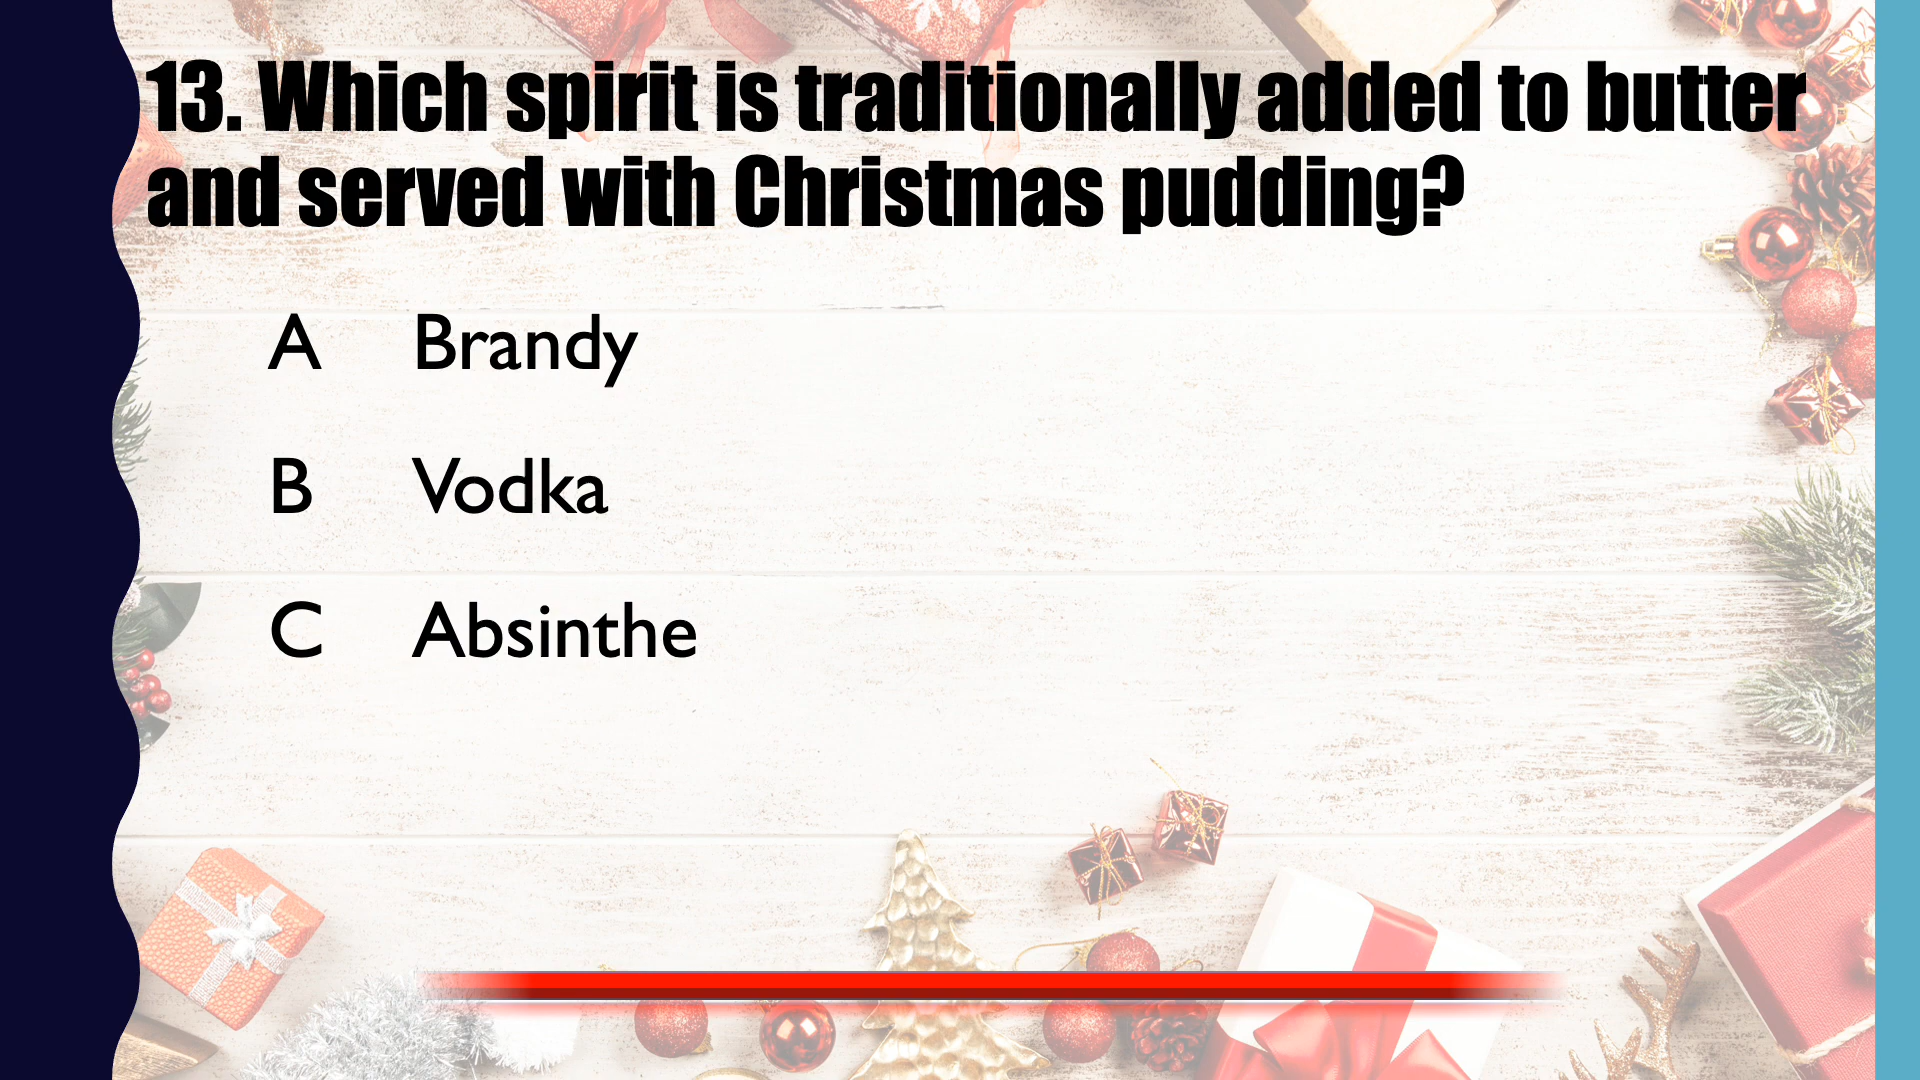 13. Which spirit is traditionally added to butter
and served with Christmas pudding?
A Brandy
B Vodka
C Absinthe